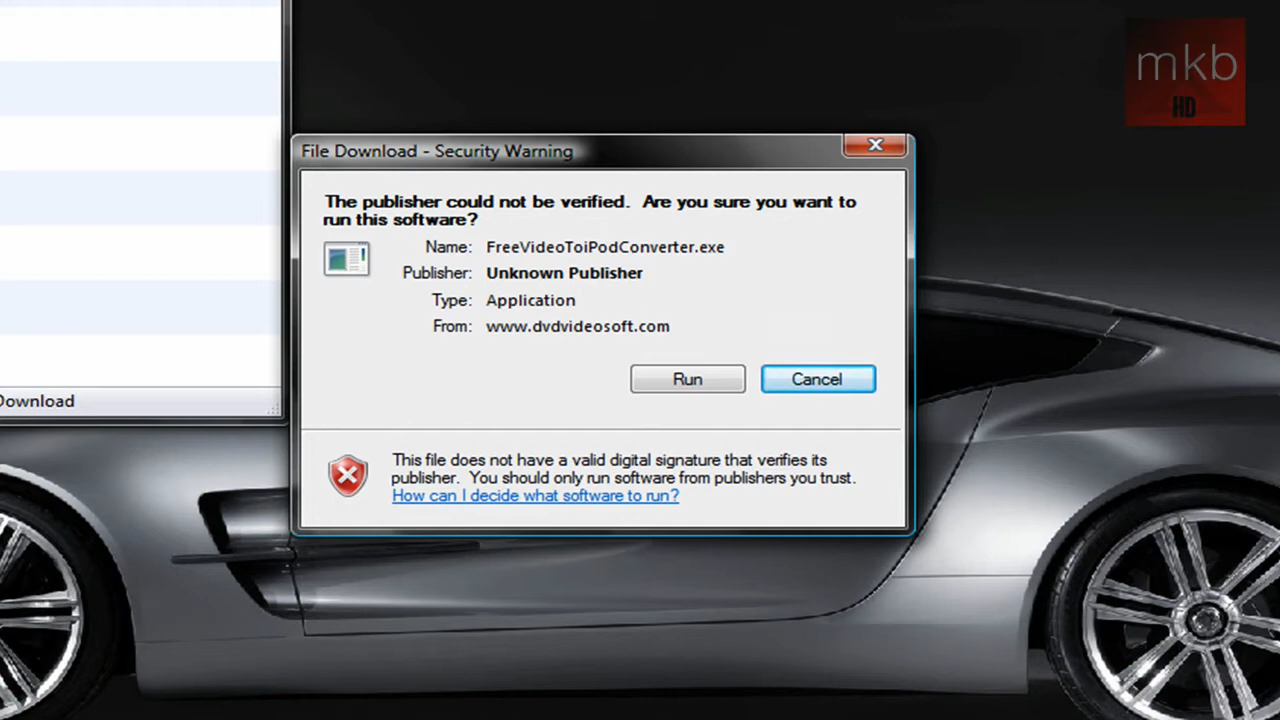 mkb
HD
File Download - Security Warning
The publisher could not be verified. Are you sure you want to
run this software?
Name: FreeVideoToiPodConverter.exe
Publisher: Unknown Publisher
Type: Application
From: www.dvdvideosoft.com
Run Cancel
Download
This file does not have a valid digital signature that verifies its
publisher. You should only run software from publishers you trust.
How can I decide what software to run?